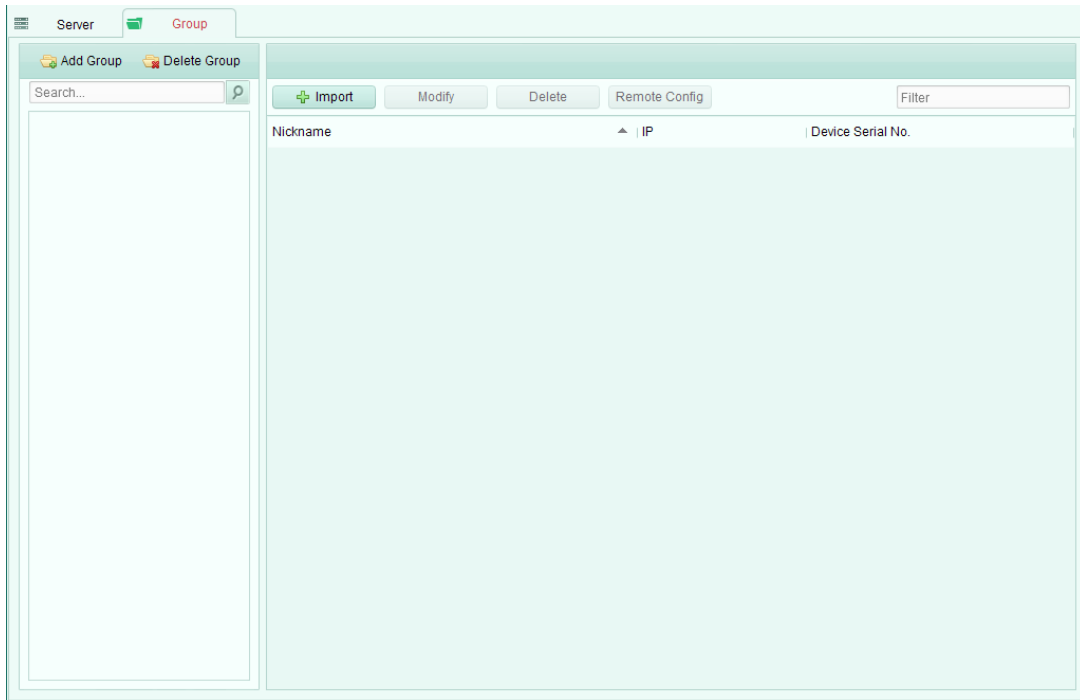 Server Group
Add Group Delete Group
Search...
Import Modify Delete Remote Config Filter
Nickname IP Device Serial No.